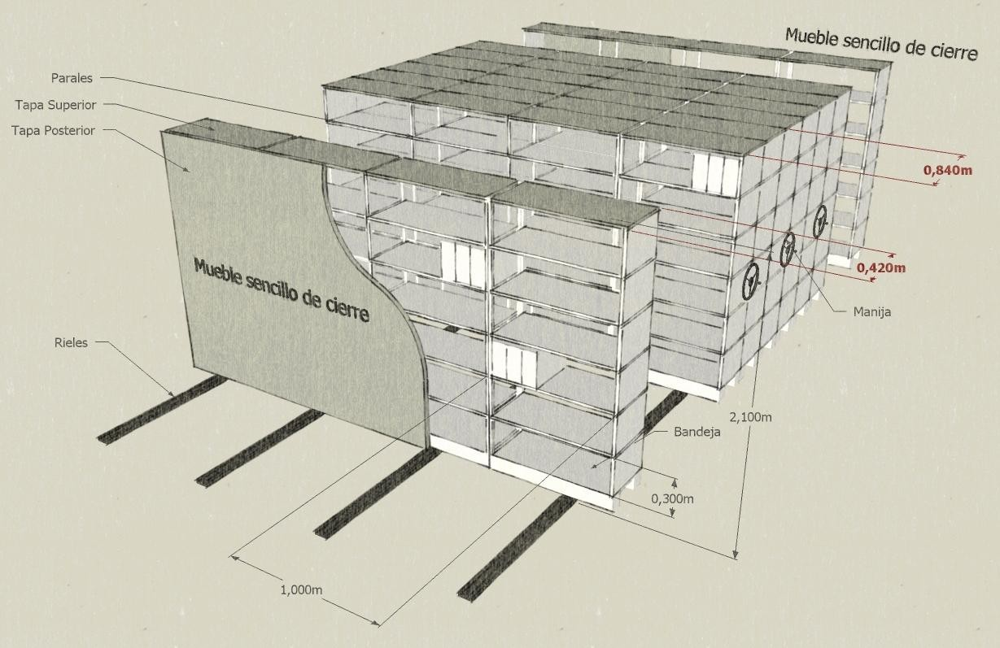 Mueble sencillo de cierre
Parales
Tapa Superior
Tapa Posterior
0,840m
0,420m
Mueble sencillo de cierre
Manija
Rieles
2,100m
Bandeja
0,300m
1,000m